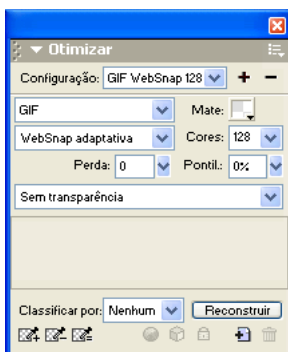 Otimizar
Configuração: GIF WebSnap 128
GIF Mate:
WebSnap adaptativa Cores: 128
Perda: 0 Pontil.: 0%
Sem transparência
Classificar por: Nenhum Reconstruir